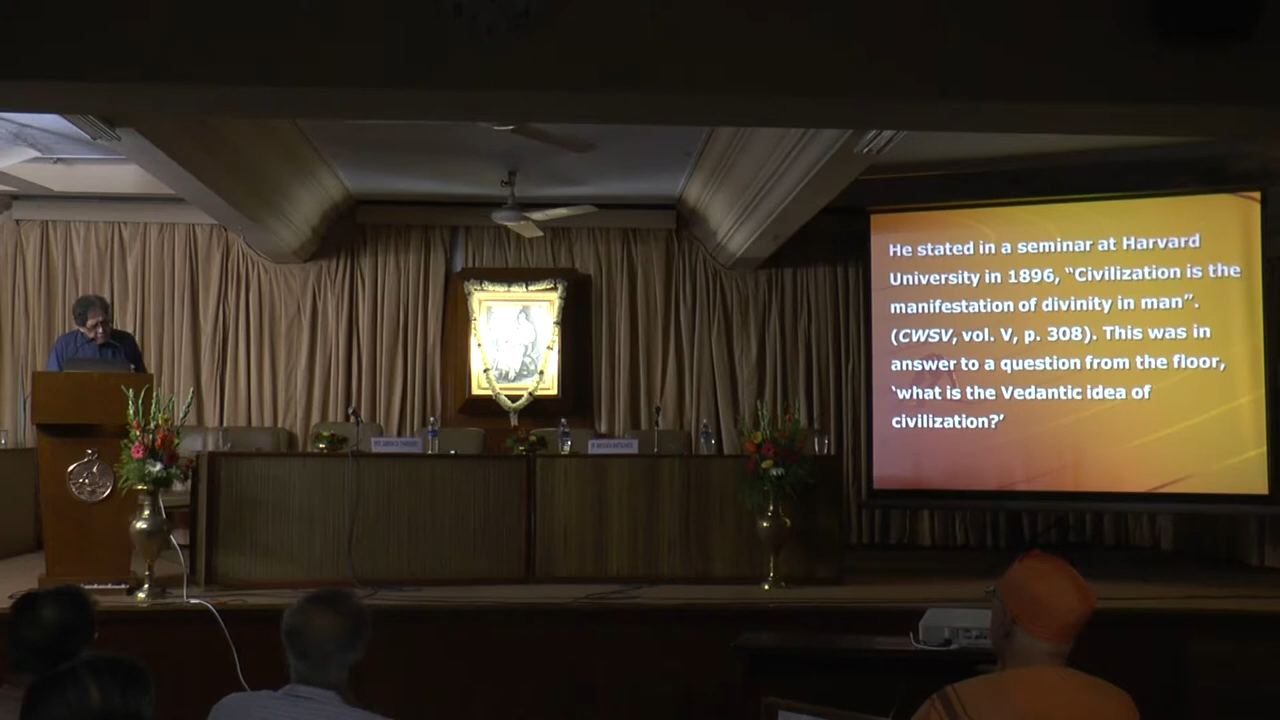 He stated in a seminar at Harvard
University in 1896, “Civilization is the
manifestation of divinity in man”.
(CWSV, vol. V, p. 308). This was in
answer to a question from the floor,
‘what is the Vedantic idea of
civilization?’